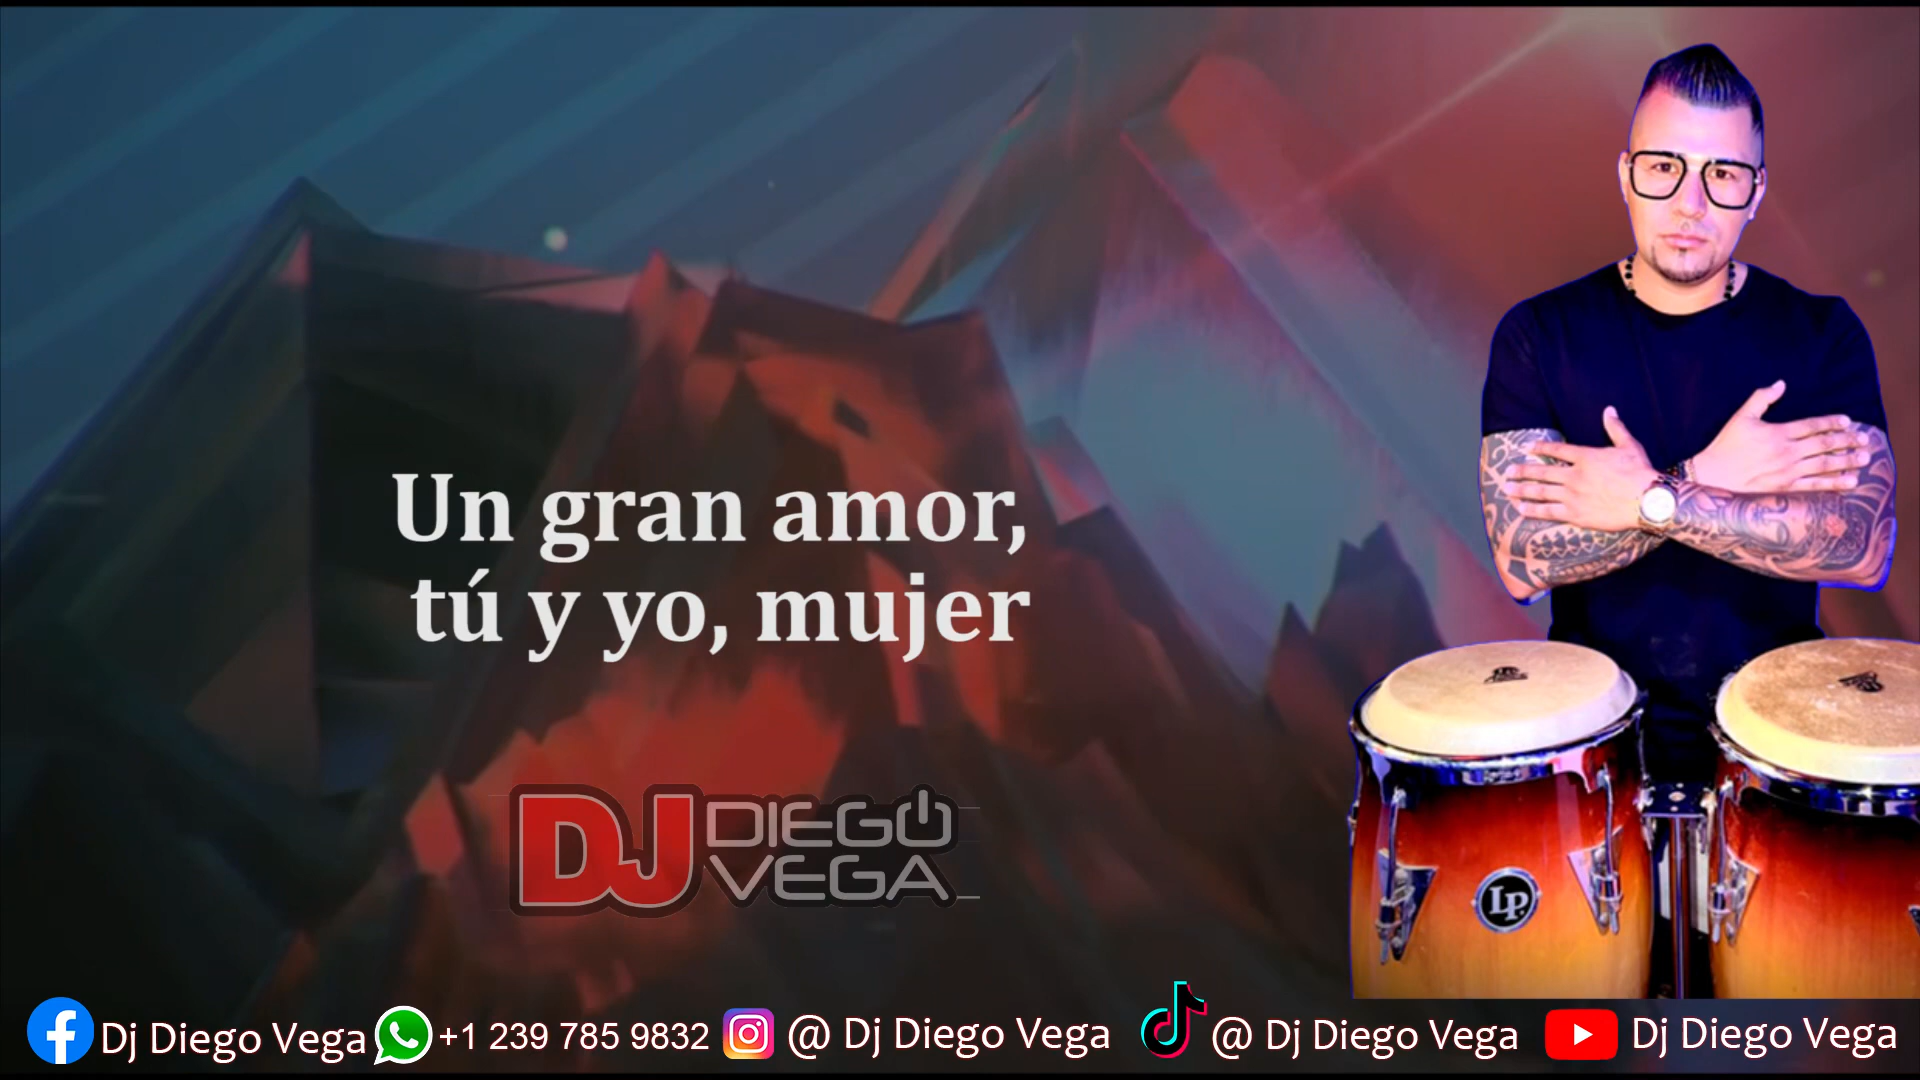 Un gran amor,
tú y yo, mujer
DJ DIEGO
VEGA
LP
Dj Diego Vega +1 239 785 9832 @ Dj Diego Vega @ Dj Diego Vega Dj Diego Vega